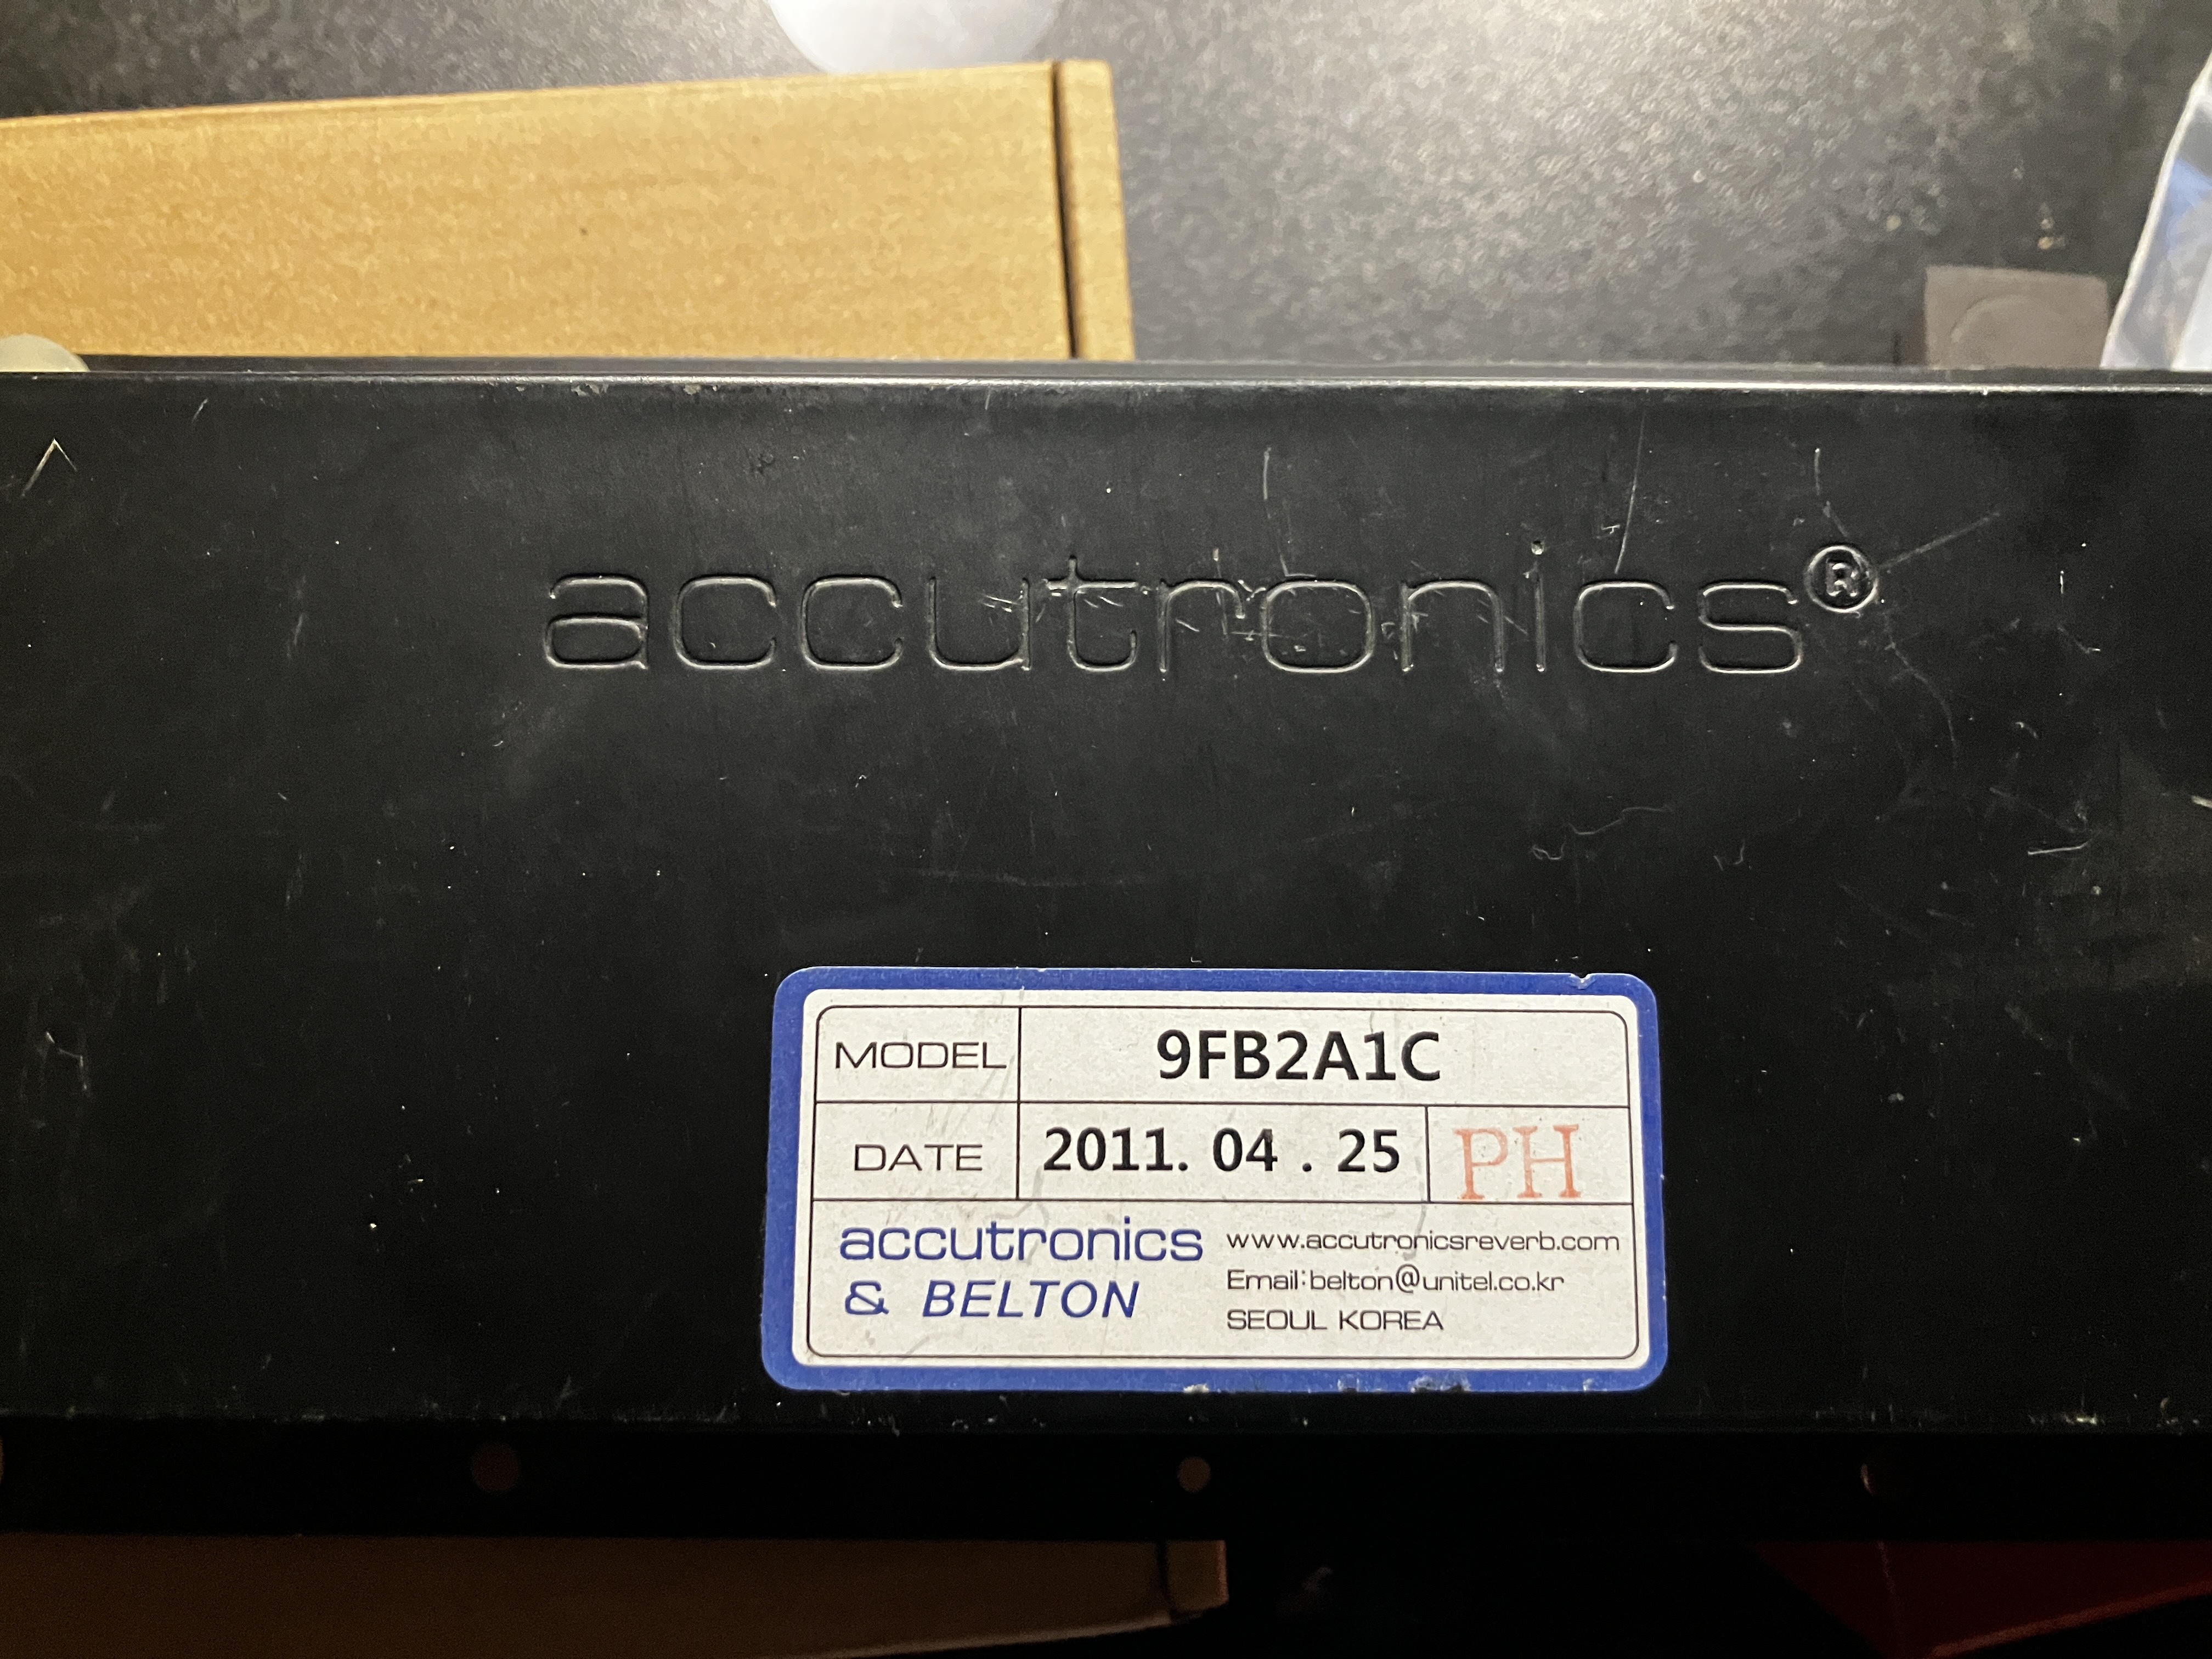 accutronics®
MODEL 9FB2A1C
DATE 2011. 04 . 25 PH
accutronics www.accutronicsreverb.com
& BELTON Email:belton@unitel.co.kr
SEOUL KOREA